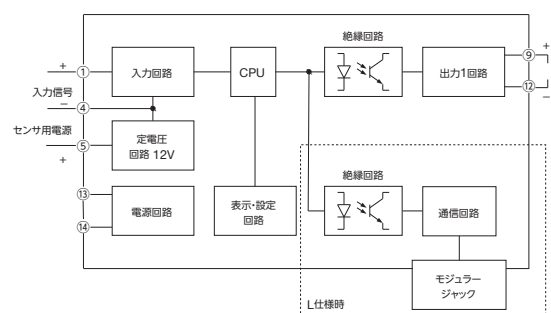 絶縁回路
+
①
入力回路
CPU
出力1回路
⑨
+
入力信号
−
④
⑫
−
センサ用電源
⑤
+
定電圧
回路 12V
⑬
⑭
電源回路
表示・設定
回路
絶縁回路
通信回路
モジュラー
ジャック
L仕様時